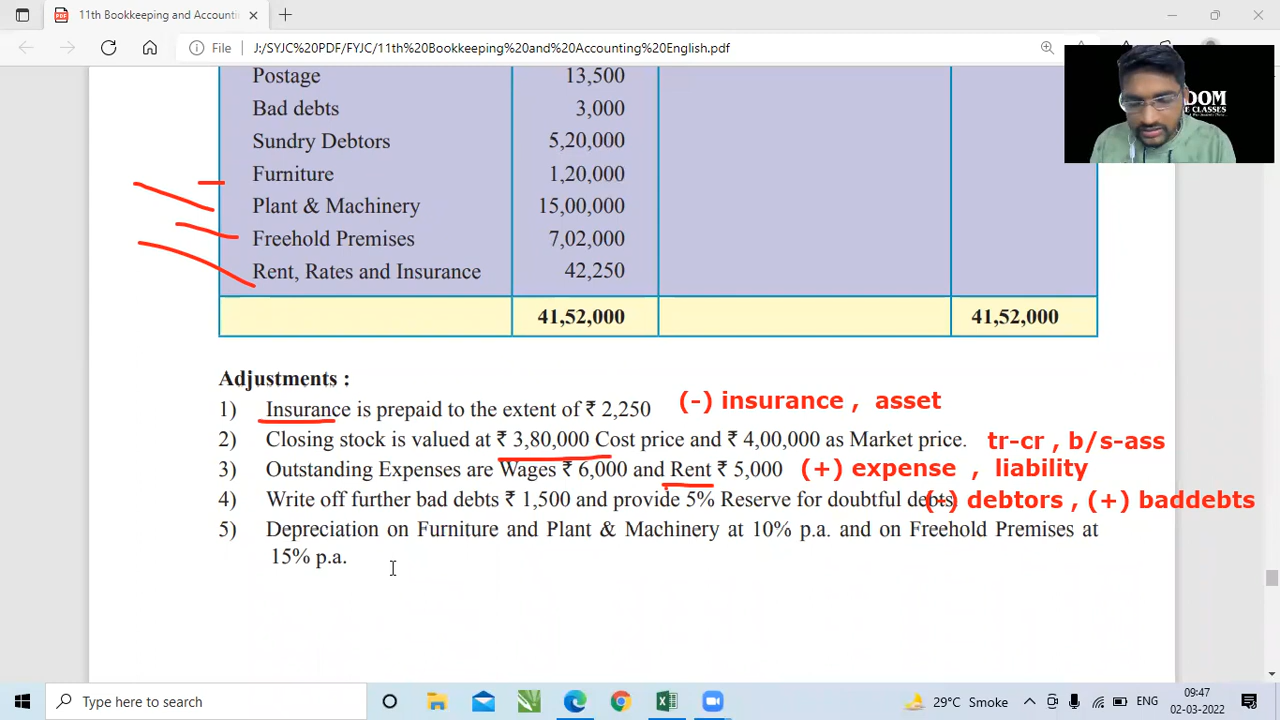 11th Bookkeeping and Accounti
File
J:/SYJC%20PDF/FYJC/11th%20Bookkeeping%20and%20Accounting%20English.pdf
DOM
E CLASSES
Postage 13,500
Bad debts 3,000
Sundry Debtors 5,20,000
Furniture 1,20,000
Plant & Machinery 15,00,000
Freehold Premises 7,02,000
Rent, Rates and Insurance 42,250
41,52,000 41,52,000
Adjustments :
1) Insurance is prepaid to the extent of ₹ 2,250 (-) insurance , asset
2) Closing stock is valued at ₹ 3,80,000 Cost price and ₹ 4,00,000 as Market price. tr-cr , b/s-ass
3) Outstanding Expenses are Wages ₹ 6,000 and Rent ₹ 5,000 (+) expense , liability
4) Write off further bad debts ₹ 1,500 and provide 5% Reserve for doubtful debts. (-) debtors , (+) baddebts
5) Depreciation on Furniture and Plant & Machinery at 10% p.a. and on Freehold Premises at
15% p.a.
Type here to search
29°C Smoke
ENG
09:47
02-03-2022